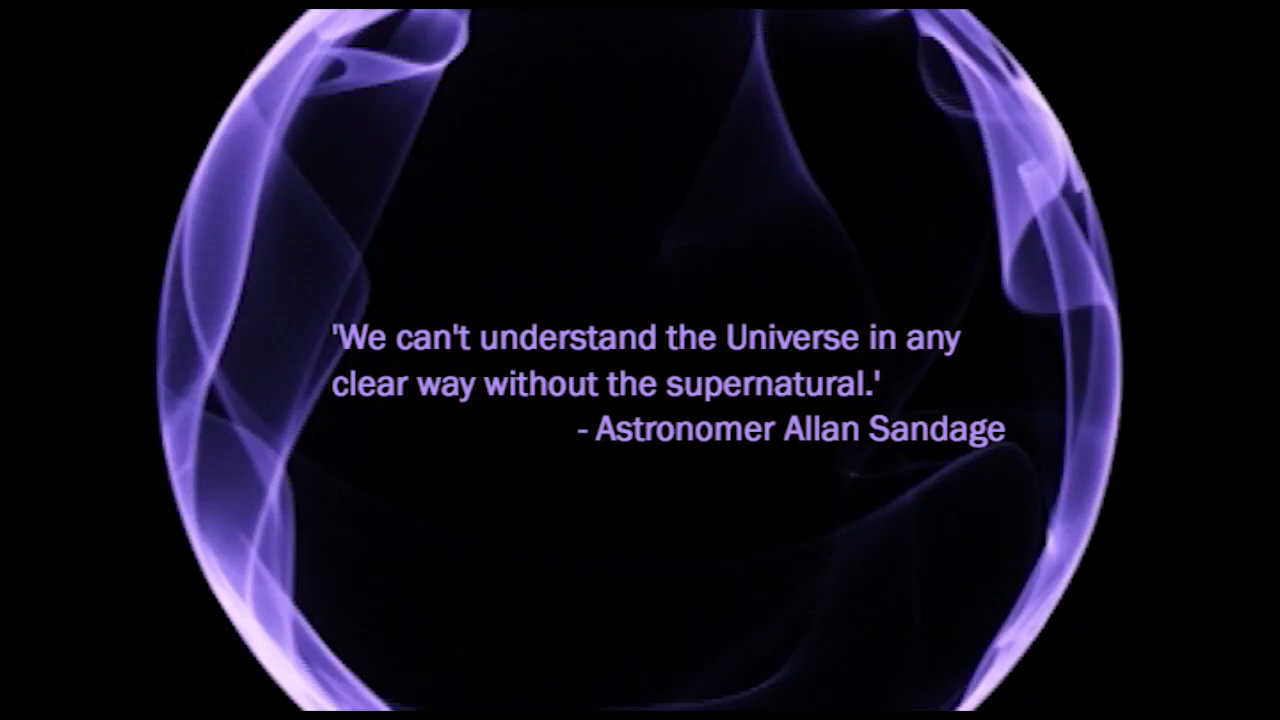 'We can't understand the Universe in any
clear way without the supernatural.'
- Astronomer Allan Sandage